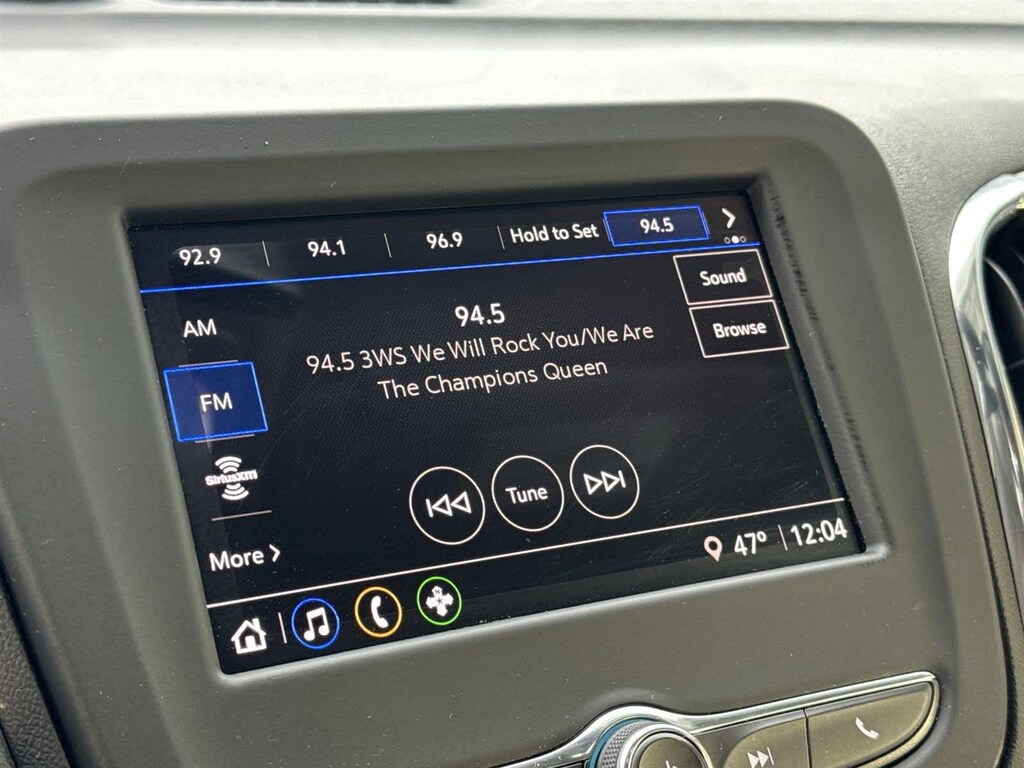 92.9 94.1 96.9 Hold to Set 94.5
Sound
AM
94.5
Browse
94.5 3WS We Will Rock You/We Are
The Champions Queen
FM
SiriusXM
Tune
More
47° 12:04